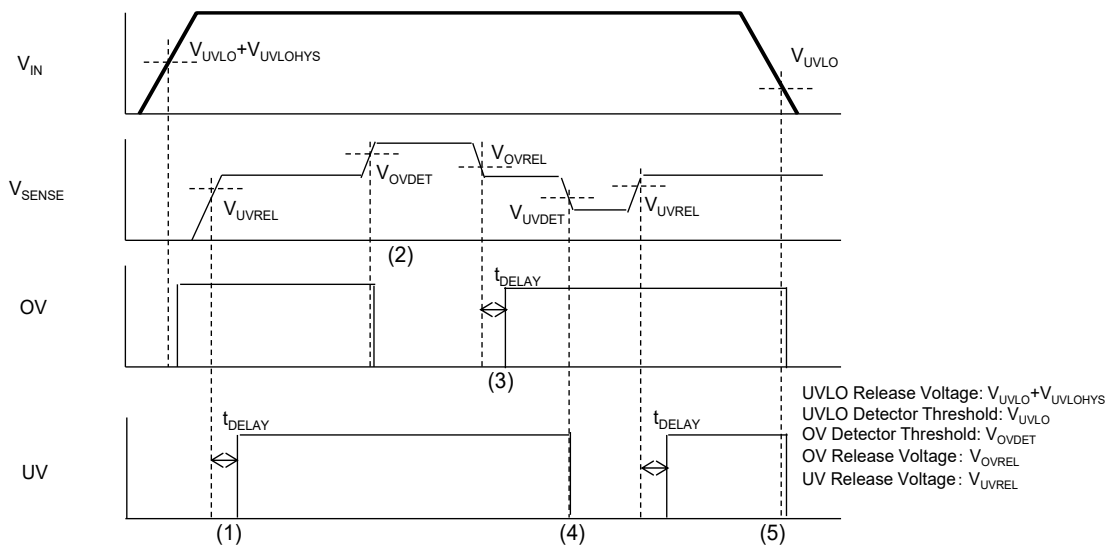 V_UVLO+V_UVLOHYS
V_IN
V_UVLO
V_OVREL
V_OVDET
V_SENSE
V_UVREL
V_UVDET
V_UVREL
(2)
t_DELAY
OV
(3)
UVLO Release Voltage: V_UVLO+V_UVLOHYS
UVLO Detector Threshold: V_UVLO
OV Detector Threshold: V_OVDET
OV Release Voltage: V_OVREL
UV Release Voltage: V_UVREL
t_DELAY
t_DELAY
UV
(1)
(4)
(5)